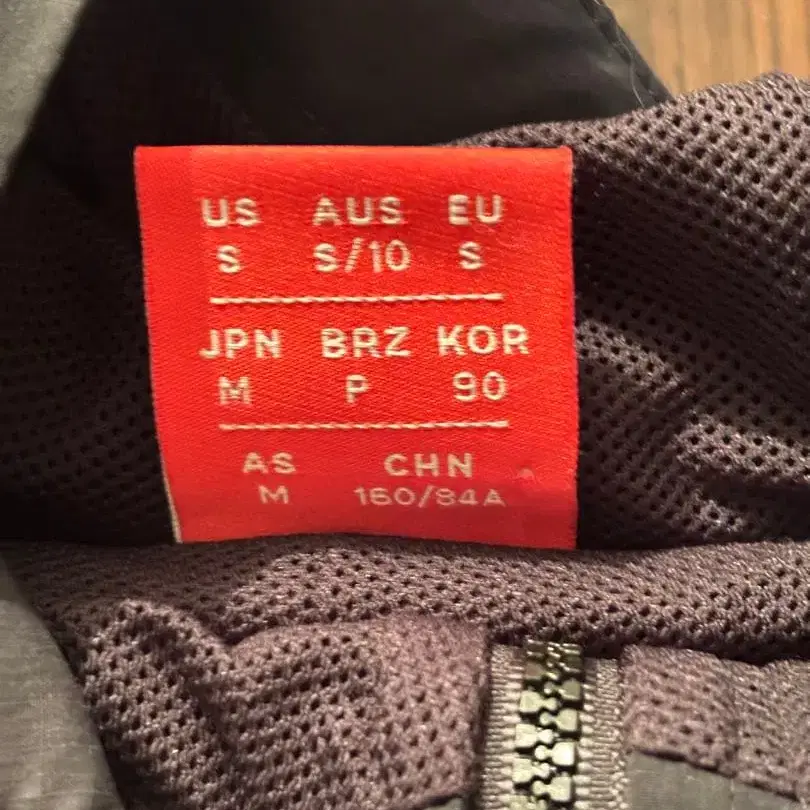 US AUS EU
S S/10 S
JPN BRZ KOR
M P 90
AS CHN
M 160/84A